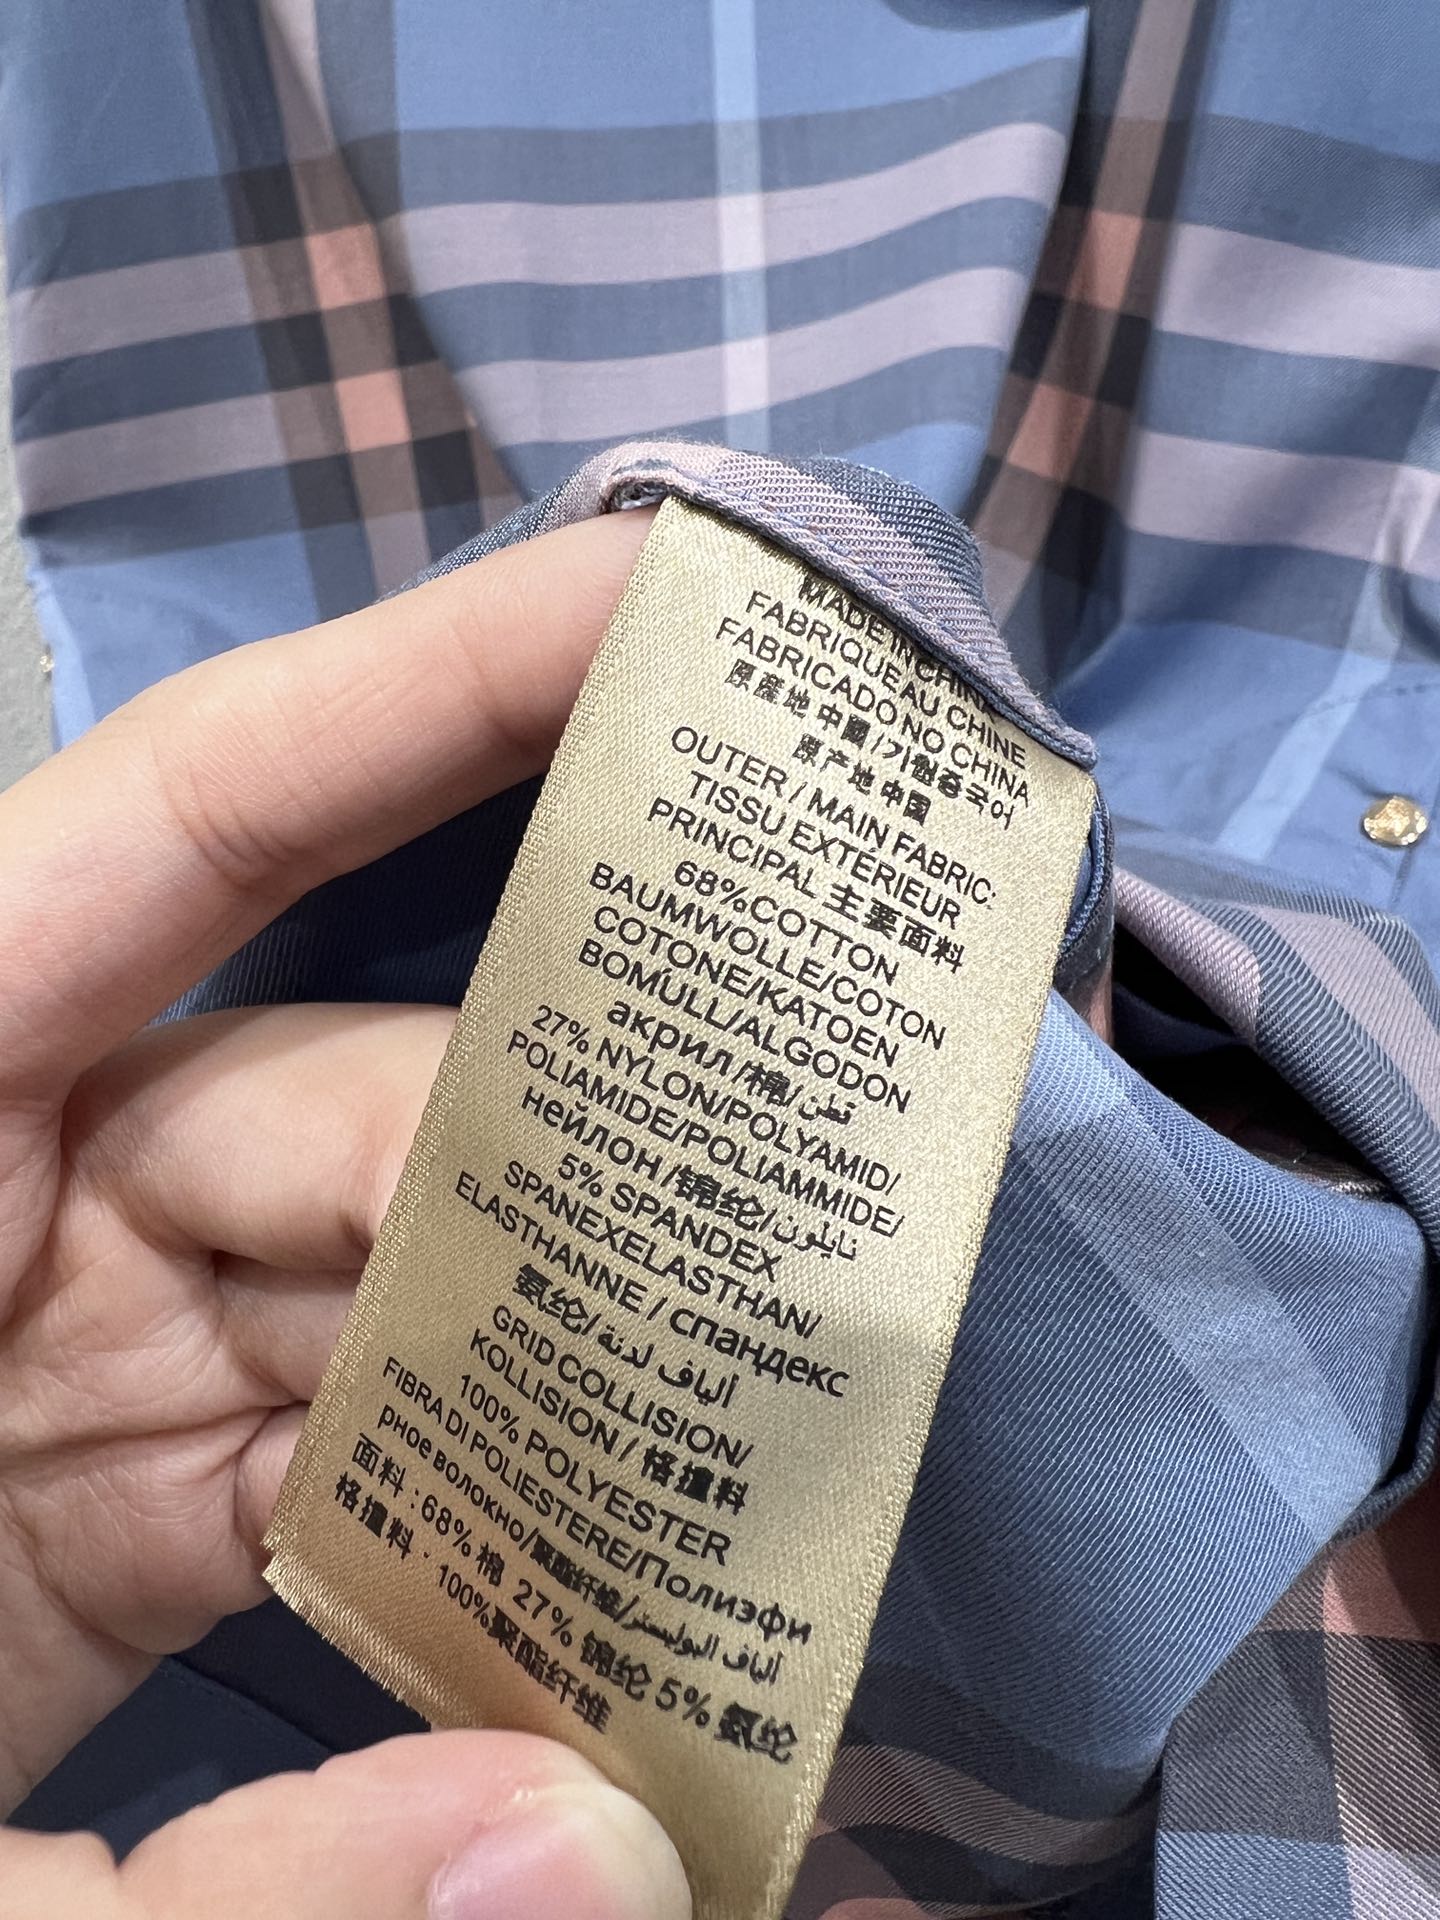 MADE IN CHINA
FABRIQUE AU CHINE
FABRICADO NO CHINA
原産地 中國/기원중국어
原产地 中国
OUTER / MAIN FABRIC:
TISSU EXTÉRIEUR
PRINCIPAL 主要面料
68%COTTON
BAUMWOLLE/COTON
COTONE/KATOEN
BOMULL/ALGODON
акрил/棉/قطن
27% NYLON/POLYAMID/
POLIAMIDE/POLIAMMIDE/
нейлон/锦纶/نايلون
5% SPANDEX
SPANEXELASTHAN/
ELASTHANNE / спандекс
氨纶/ألياف لدنة
GRID COLLISION/
KOLLISION / 格撞料
100% POLYESTER
FIBRA DI POLIESTERE/Полиэфи
рное волокно/聚酯纤维/ألياف البوليستر
面料:68% 棉 27% 锦纶 5% 氨纶
格撞料:100%聚酯纤维